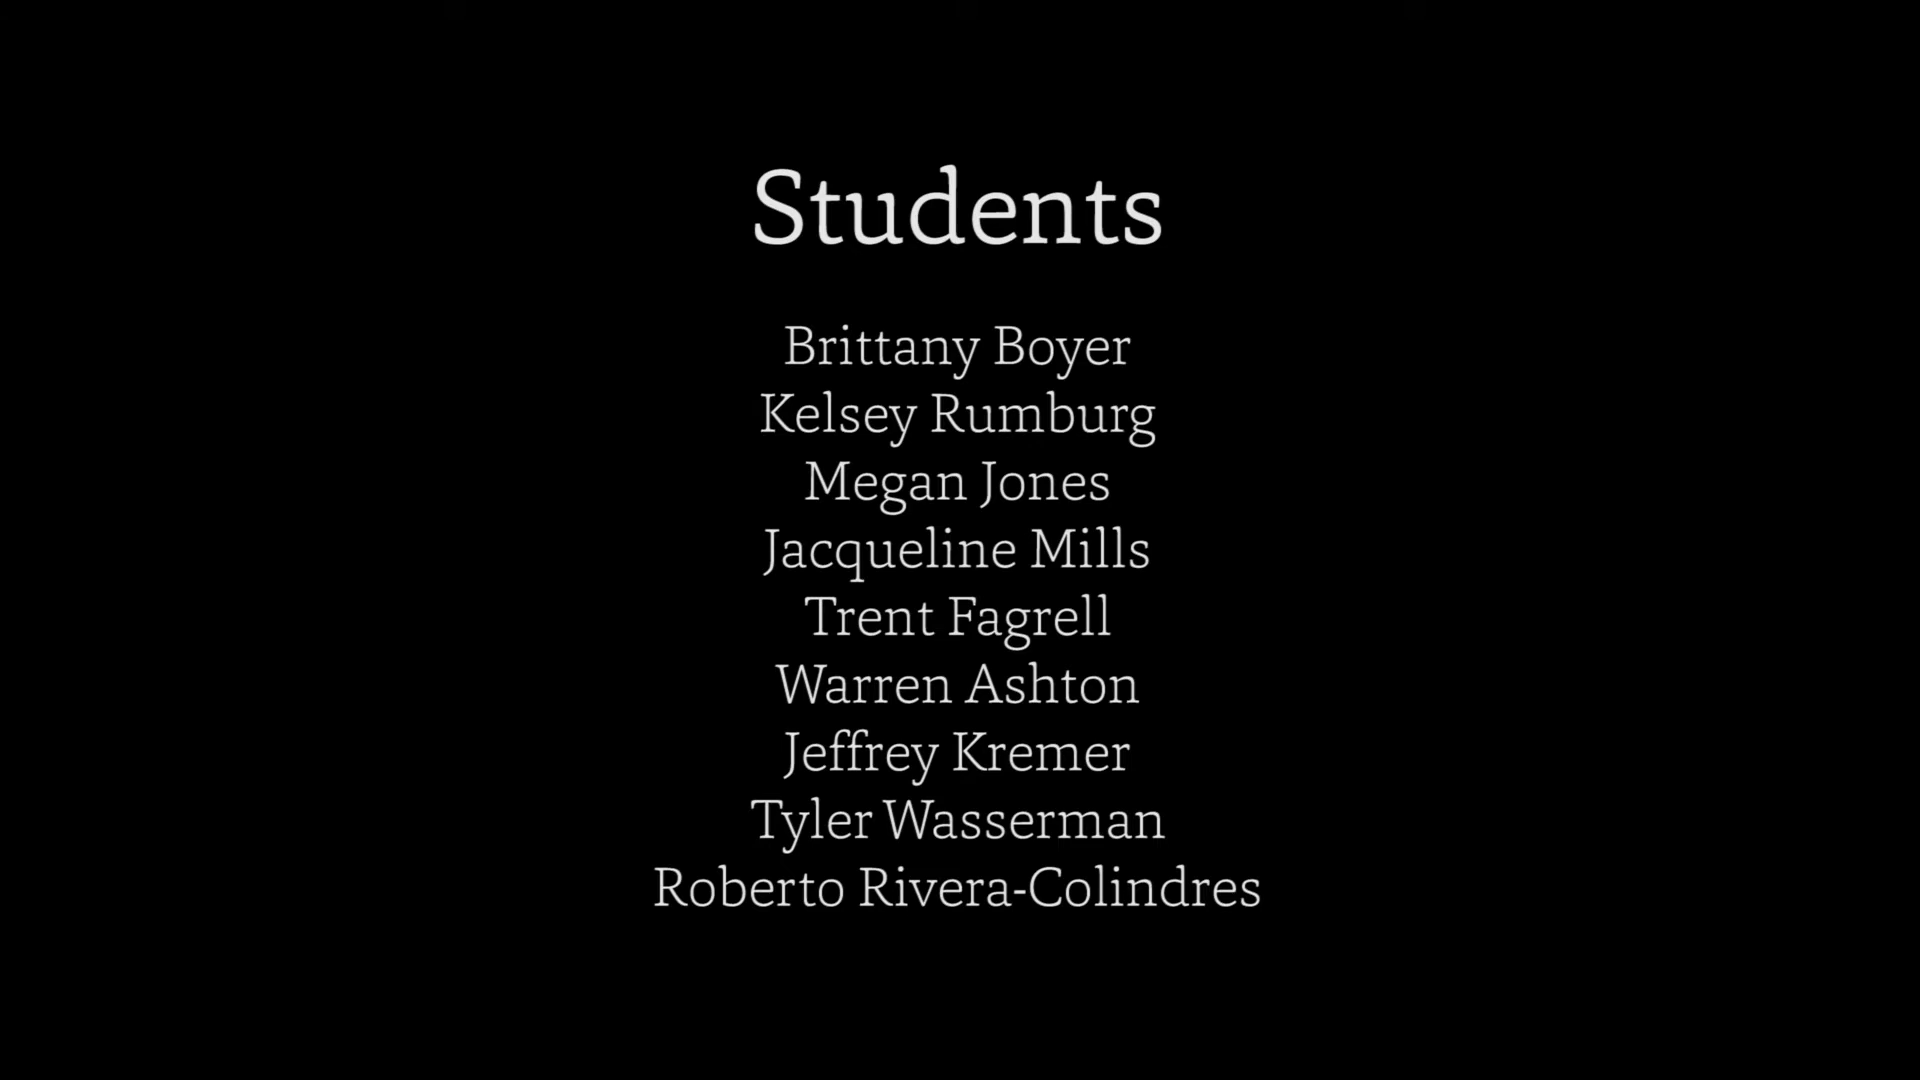 Students
Brittany Boyer
Kelsey Rumburg
Megan Jones
Jacqueline Mills
Trent Fagrell
Warren Ashton
Jeffrey Kremer
Tyler Wasserman
Roberto Rivera-Colindres